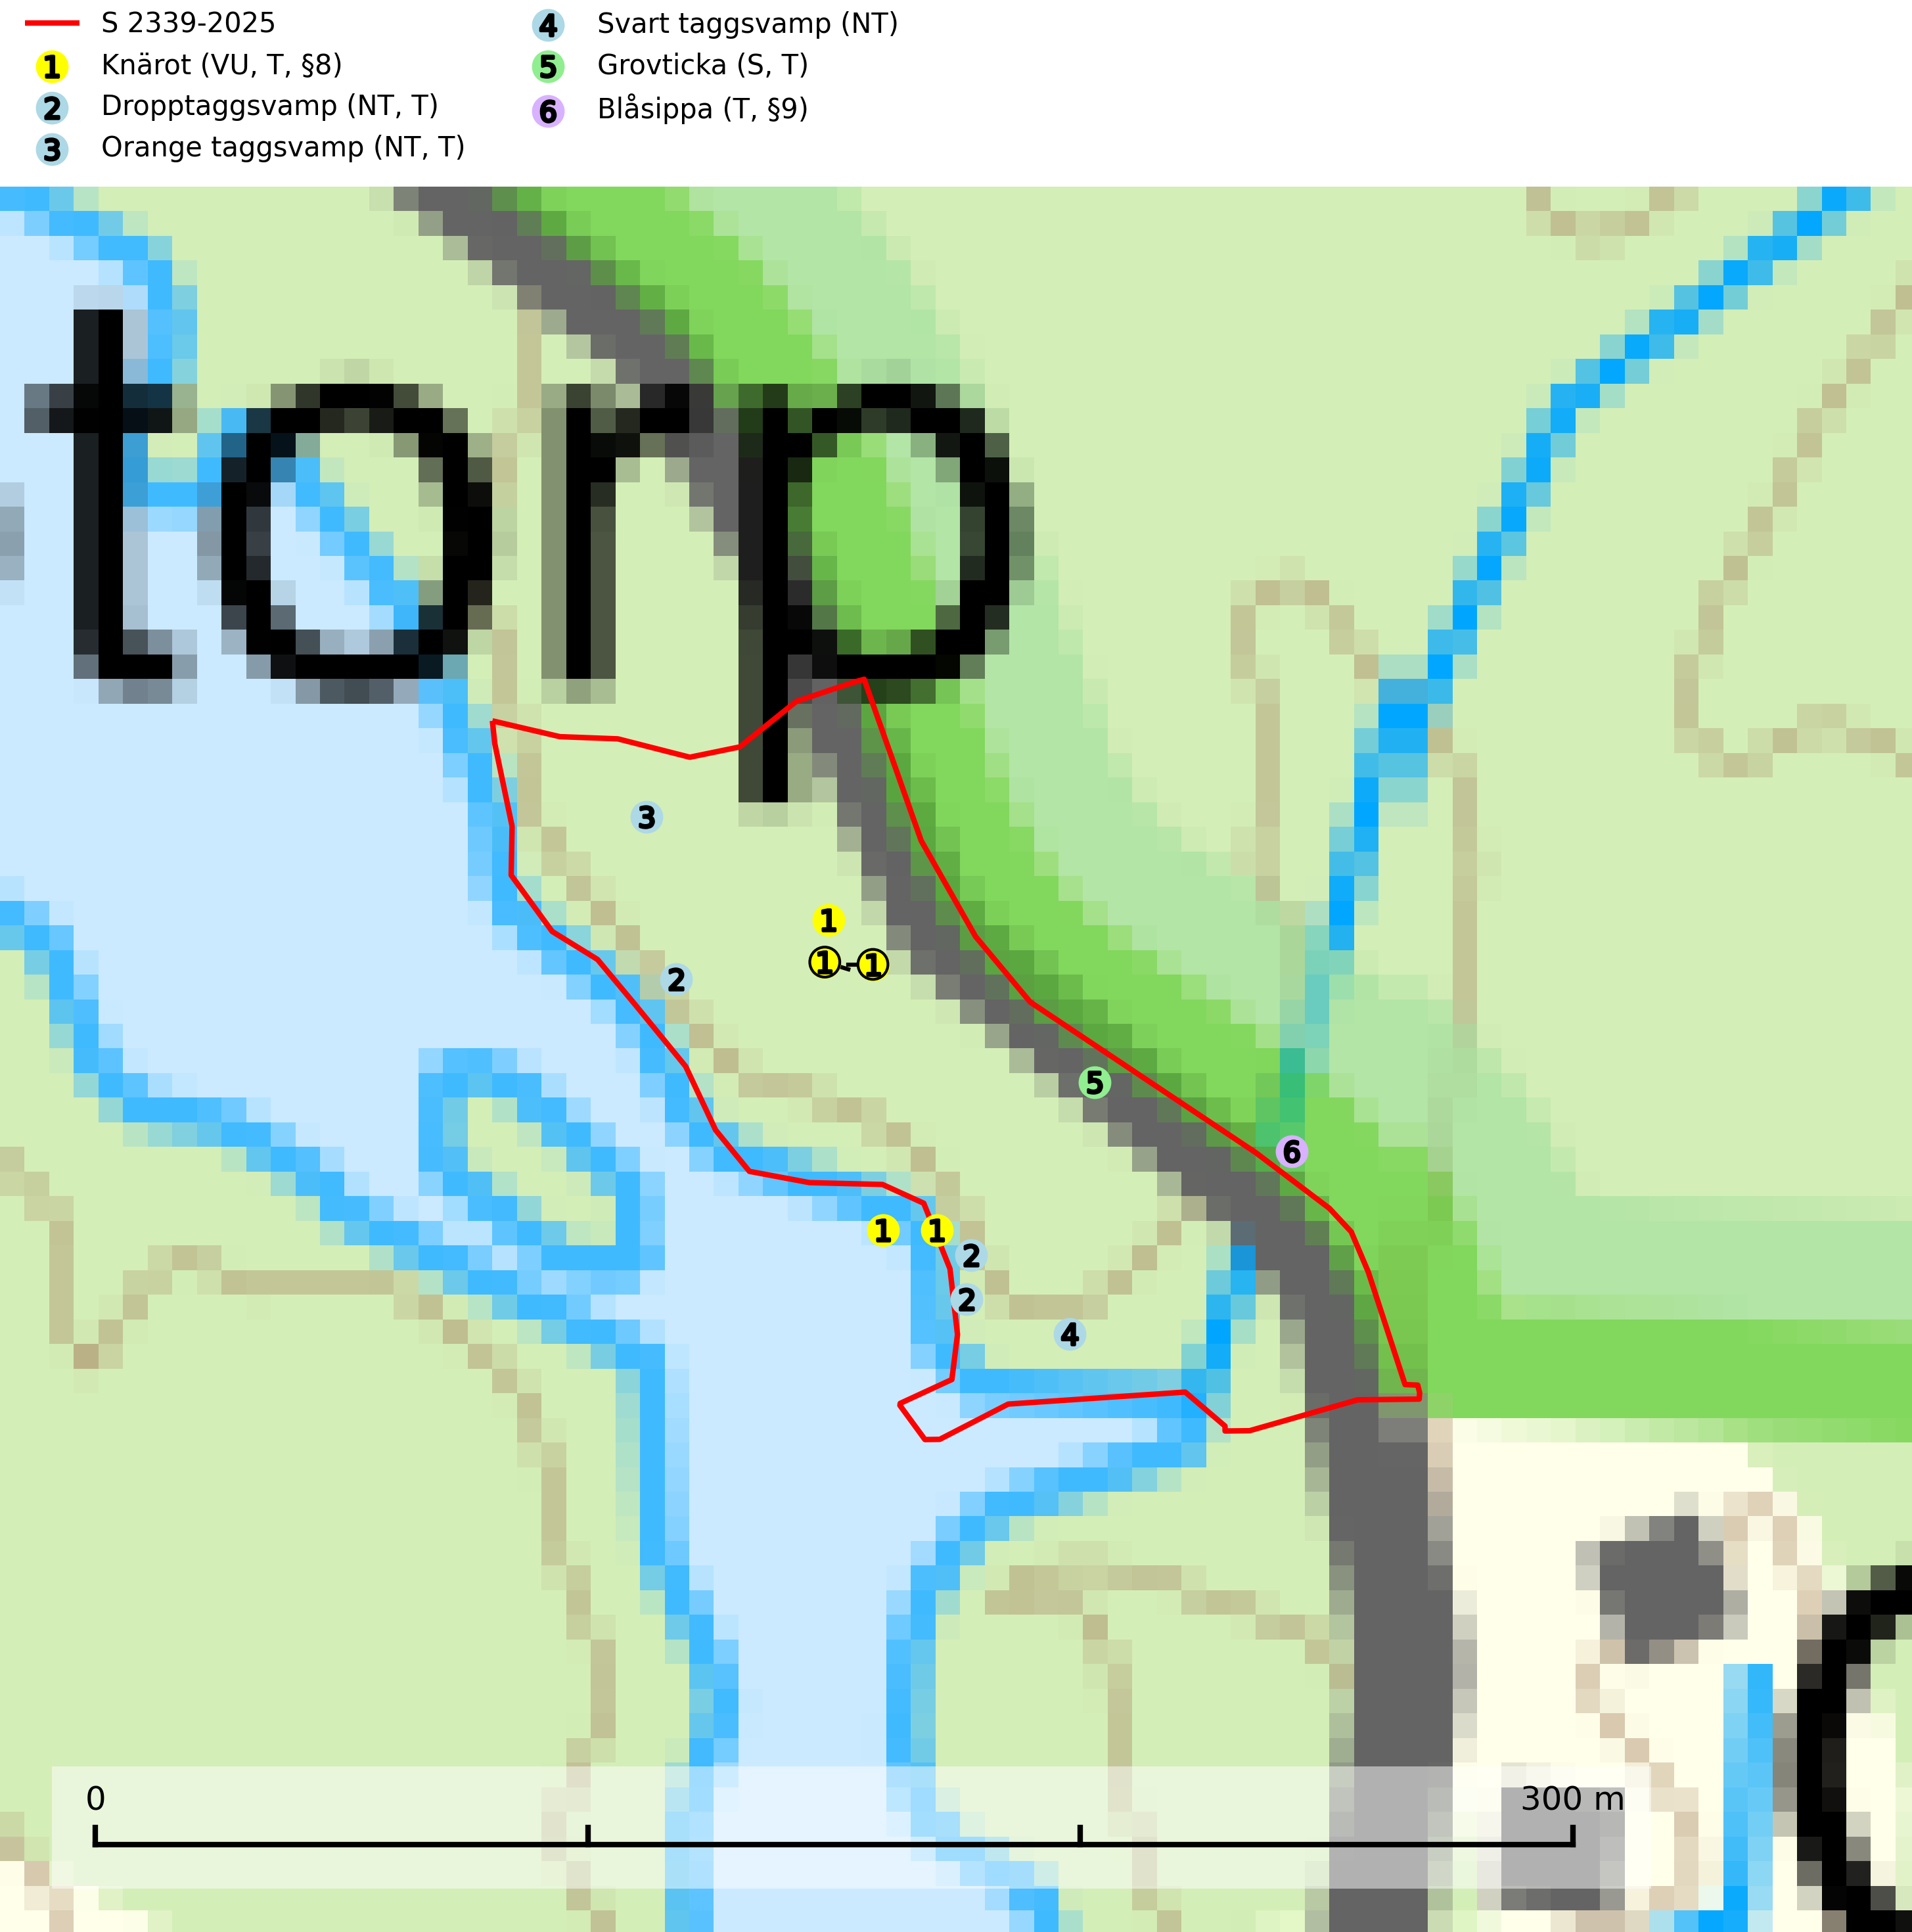 S 2339-2025
1 Knärot (VU, T, §8)
2 Dropptaggsvamp (NT, T)
3 Orange taggsvamp (NT, T)
4 Svart taggsvamp (NT)
5 Grovticka (S, T)
6 Blåsippa (T, §9)
torp
3
1
2
1 1
5
6
1 1
2
2
4
0 300 m